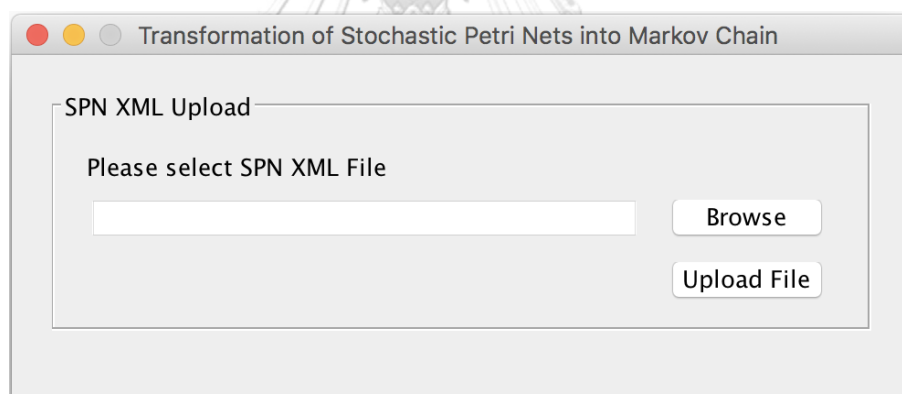 Transformation of Stochastic Petri Nets into Markov Chain
SPN XML Upload
Please select SPN XML File
Browse
Upload File